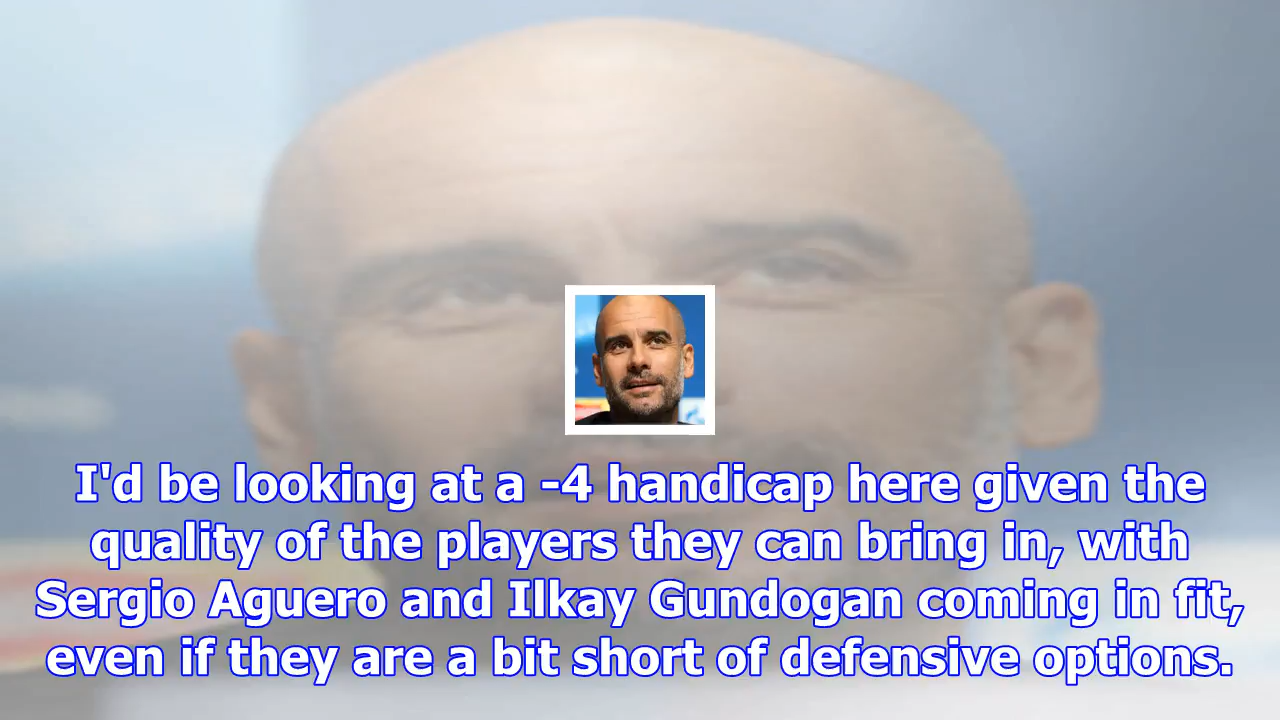 I'd be looking at a -4 handicap here given the
quality of the players they can bring in, with
Sergio Aguero and Ilkay Gundogan coming in fit,
even if they are a bit short of defensive options.